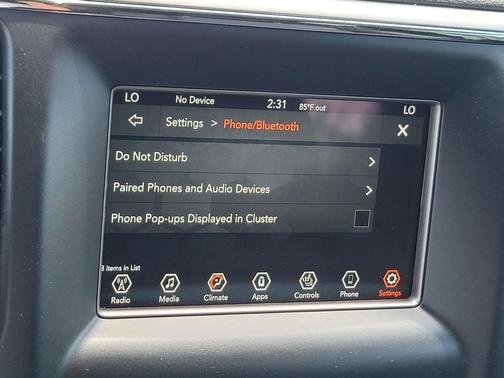 LO No Device 2:31 85°F out LO
Settings > Phone/Bluetooth X
Do Not Disturb >
Paired Phones and Audio Devices >
Phone Pop-ups Displayed in Cluster
3 items in List
Radio Media Climate Apps Controls Phone Settings